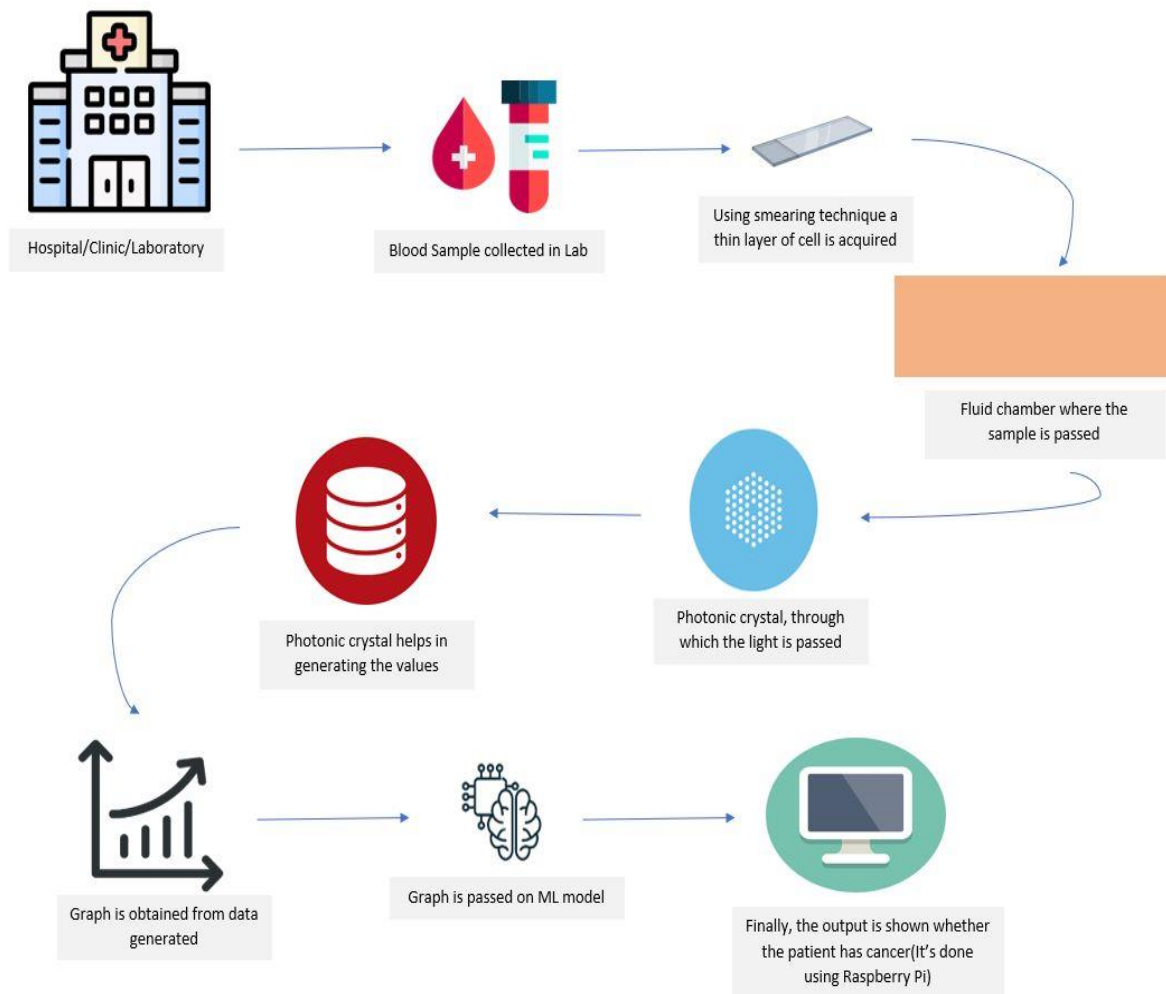 Hospital/Clinic/Laboratory
Blood Sample collected in Lab
Using smearing technique a
thin layer of cell is acquired
Fluid chamber where the
sample is passed
Photonic crystal, through
which the light is passed
Photonic crystal helps in
generating the values
Graph is obtained from data
generated
Graph is passed on ML model
Finally, the output is shown whether
the patient has cancer(It’s done
using Raspberry Pi)